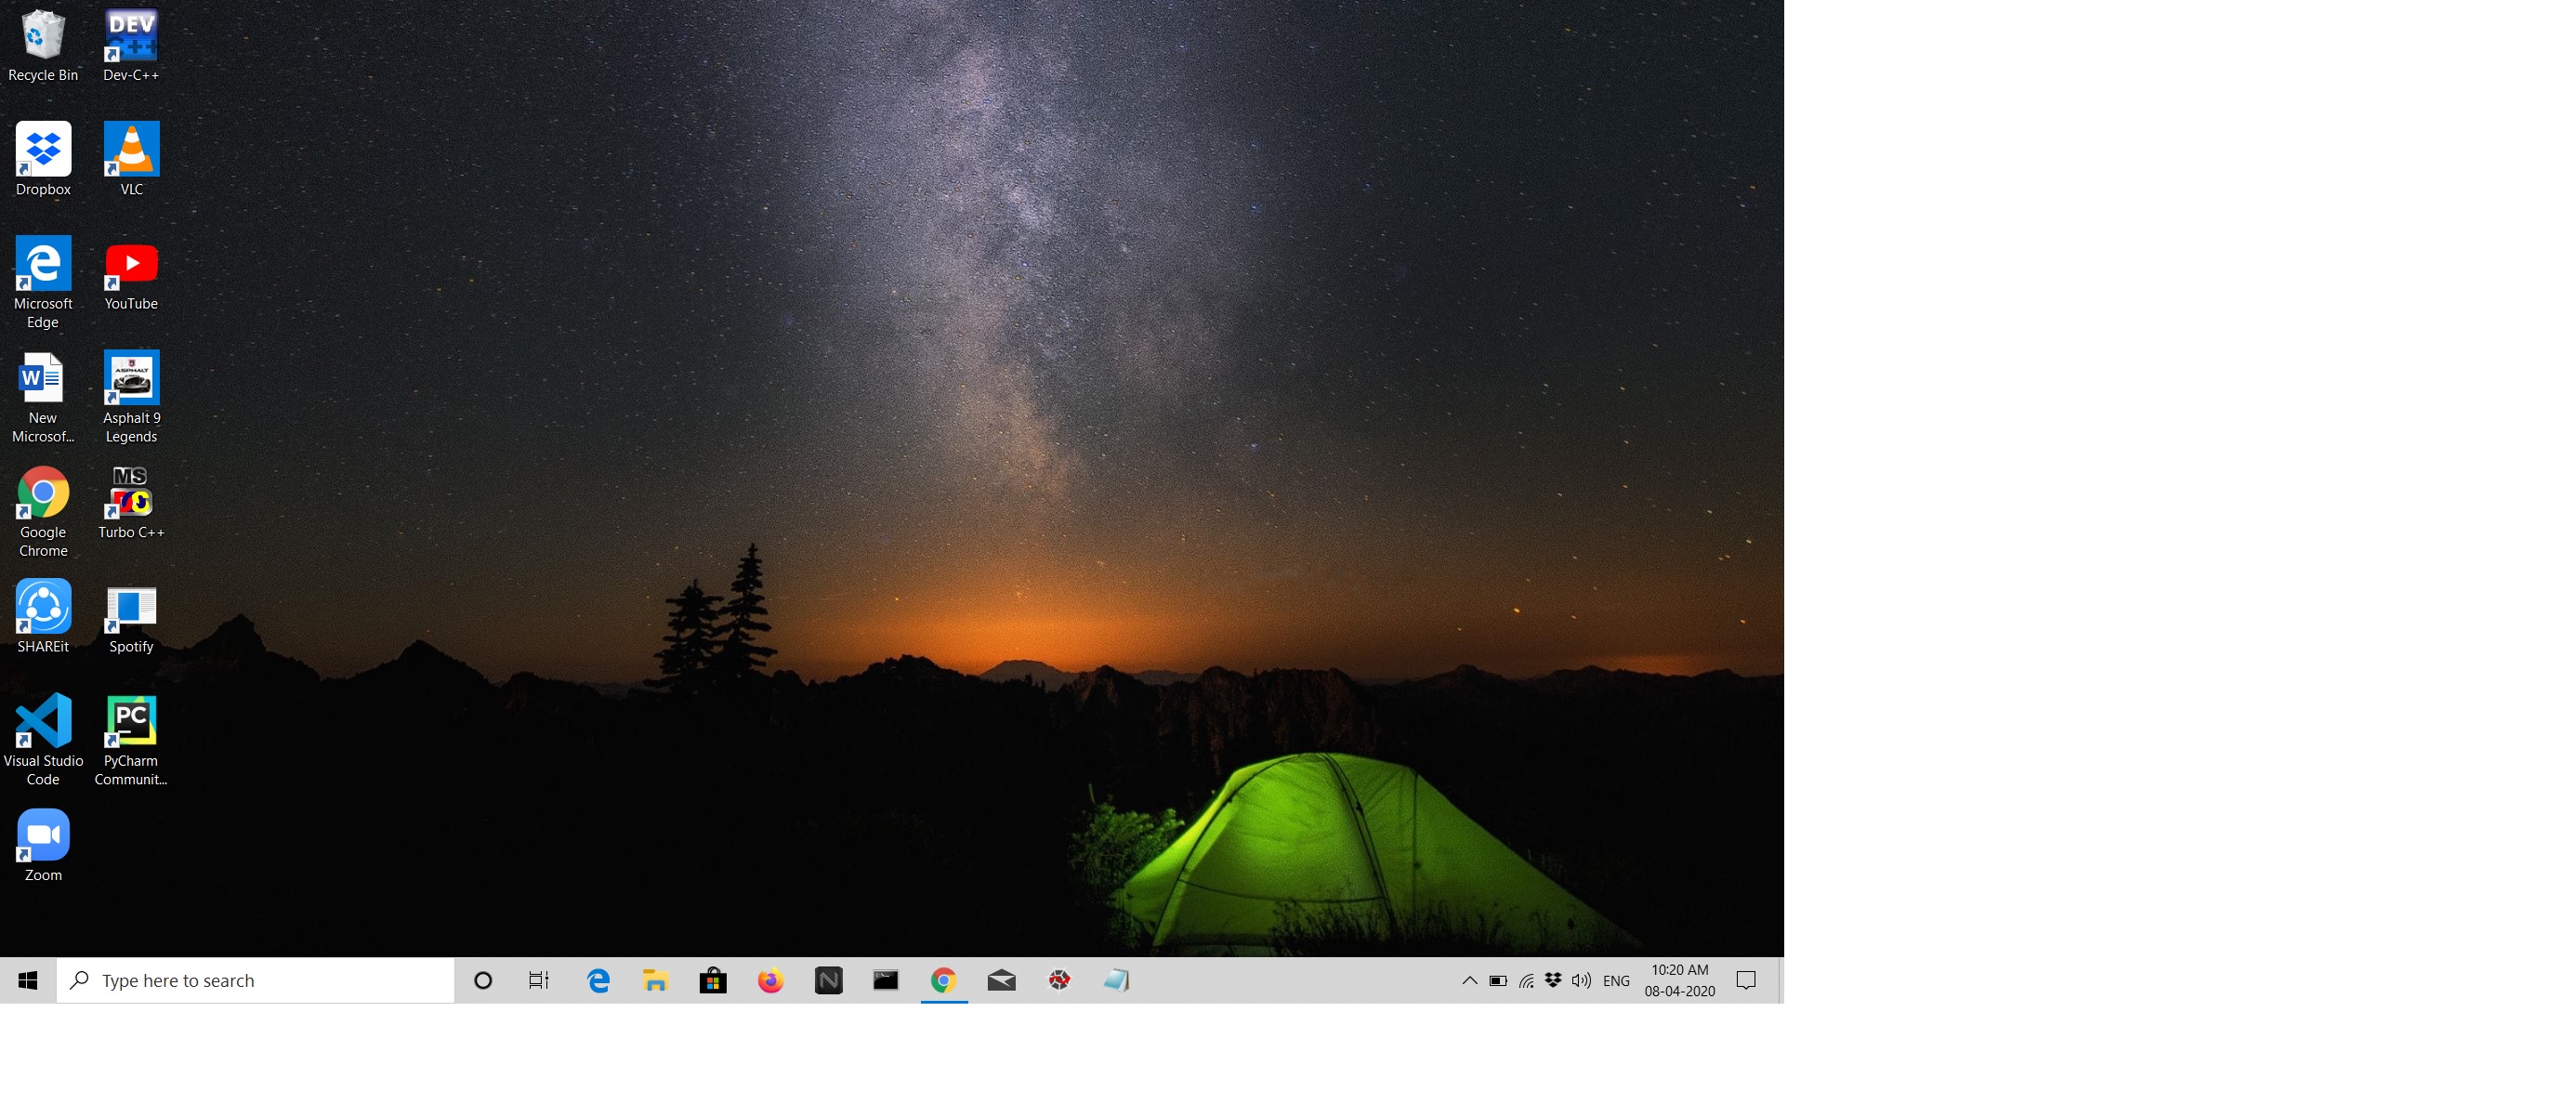 Recycle Bin
DEV
C++
Dev-C++
Dropbox
VLC
Microsoft
Edge
YouTube
W
New
Microsof...
ASPHALT
Asphalt 9
Legends
Google
Chrome
MS
DOS
Turbo C++
SHAREit
Spotify
Visual Studio
Code
PC
PyCharm
Communit...
Zoom
Type here to search
N
ENG
10:20 AM
08-04-2020